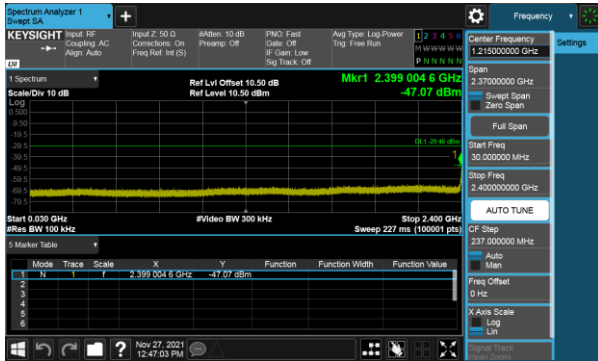 Spectrum Analyzer 1
Swept SA
Frequency
KEYSIGHT
Input: RF
Coupling: AC
Align: Auto
Input Z: 50 Ω
Corrections: On
Freq Ref: Int (S)
#Atten: 10 dB
Preamp: Off
PNO: Fast
Gate: Off
IF Gain: Low
Sig Track: Off
Avg Type: Log-Power
Trig: Free Run
1 2 3 4 5 6
M W W W W W
P N N N N N
LXI
1 Spectrum
Scale/Div 10 dB
Log
Ref Lvl Offset 10.50 dB
Ref Level 10.50 dBm
Mkr1 2.399 004 6 GHz
-47.07 dBm
0.500
-9.50
-19.5
-29.5
-39.5
-49.5
-59.5
-69.5
-79.5
DL1 -29.46 dBm
1
Start 0.030 GHz
#Res BW 100 kHz
#Video BW 300 kHz
Stop 2.400 GHz
Sweep 227 ms (100001 pts)
5 Marker Table
Mode Trace Scale X Y Function Function Width Function Value
1 N 1 f 2.399 004 6 GHz -47.07 dBm
2
3
4
5
6
Nov 27, 2021
12:47:03 PM
Center Frequency
1.215000000 GHz
Settings
Span
2.37000000 GHz
Swept Span
Zero Span
Full Span
Start Freq
30.000000 MHz
Stop Freq
2.400000000 GHz
AUTO TUNE
CF Step
237.000000 MHz
Auto
Man
Freq Offset
0 Hz
X Axis Scale
Log
Lin
Signal Track
(Span Zoom)